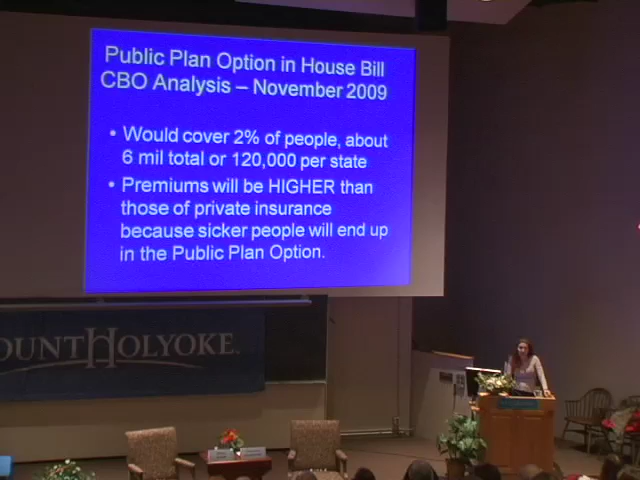 Public Plan Option in House Bill
CBO Analysis – November 2009
• Would cover 2% of people, about
6 mil total or 120,000 per state
• Premiums will be HIGHER than
those of private insurance
because sicker people will end up
in the Public Plan Option.
OUNT HOLYOKE